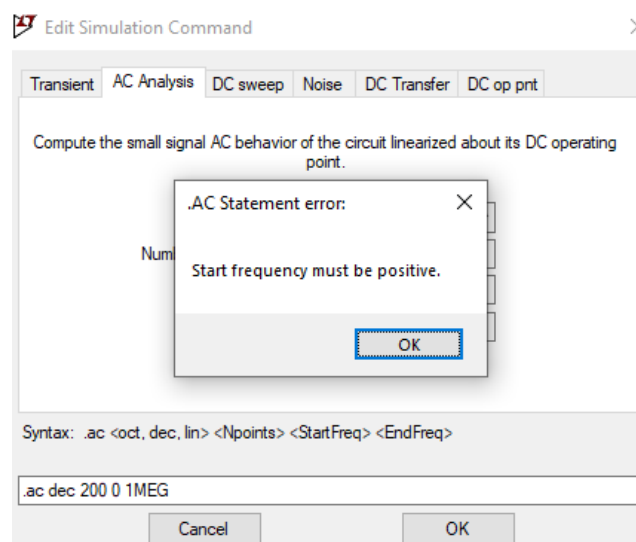 Edit Simulation Command
Transient AC Analysis DC sweep Noise DC Transfer DC op pnt
Compute the small signal AC behavior of the circuit linearized about its DC operating
point.
.AC Statement error:
Start frequency must be positive.
OK
Syntax: .ac <oct, dec, lin> <Npoints> <StartFreq> <EndFreq>
.ac dec 200 0 1MEG
Cancel OK